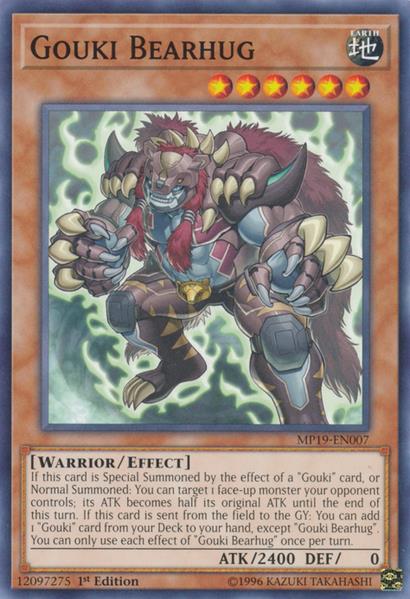 GOUKI BEARHUG
EARTH
地
MP19-EN007
[WARRIOR/EFFECT]
If this card is Special Summoned by the effect of a "Gouki" card, or
Normal Summoned: You can target 1 face-up monster your opponent
controls; its ATK becomes half its original ATK until the end of
this turn. If this card is sent from the field to the GY: You can add
1 "Gouki" card from your Deck to your hand, except "Gouki Bearhug".
You can only use each effect of "Gouki Bearhug" once per turn.
ATK/2400 DEF/ 0
12097275 1st Edition ©1996 KAZUKI TAKAHASHI